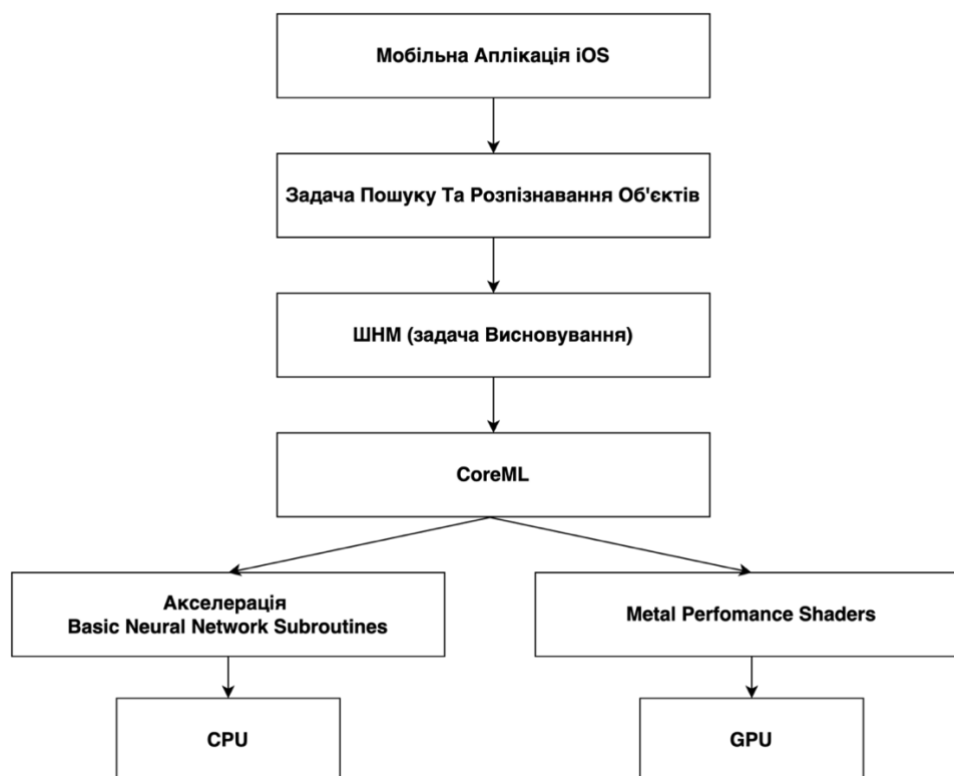 Мобільна Аплікація iOS
Задача Пошуку Та Розпізнавання Об'єктів
ШНМ (задача Висновування)
CoreML
Акселерація
Basic Neural Network Subroutines
Metal Perfomance Shaders
CPU
GPU